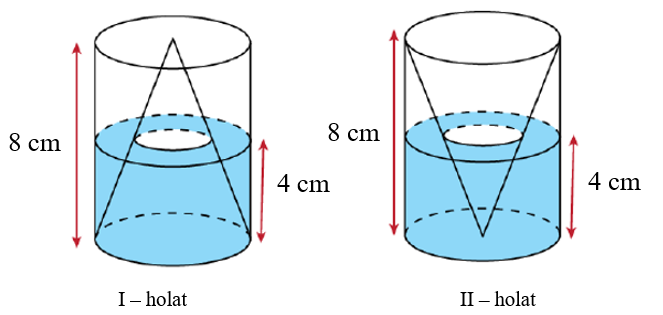 8 cm
4 cm
I – holat
8 cm
4 cm
II – holat